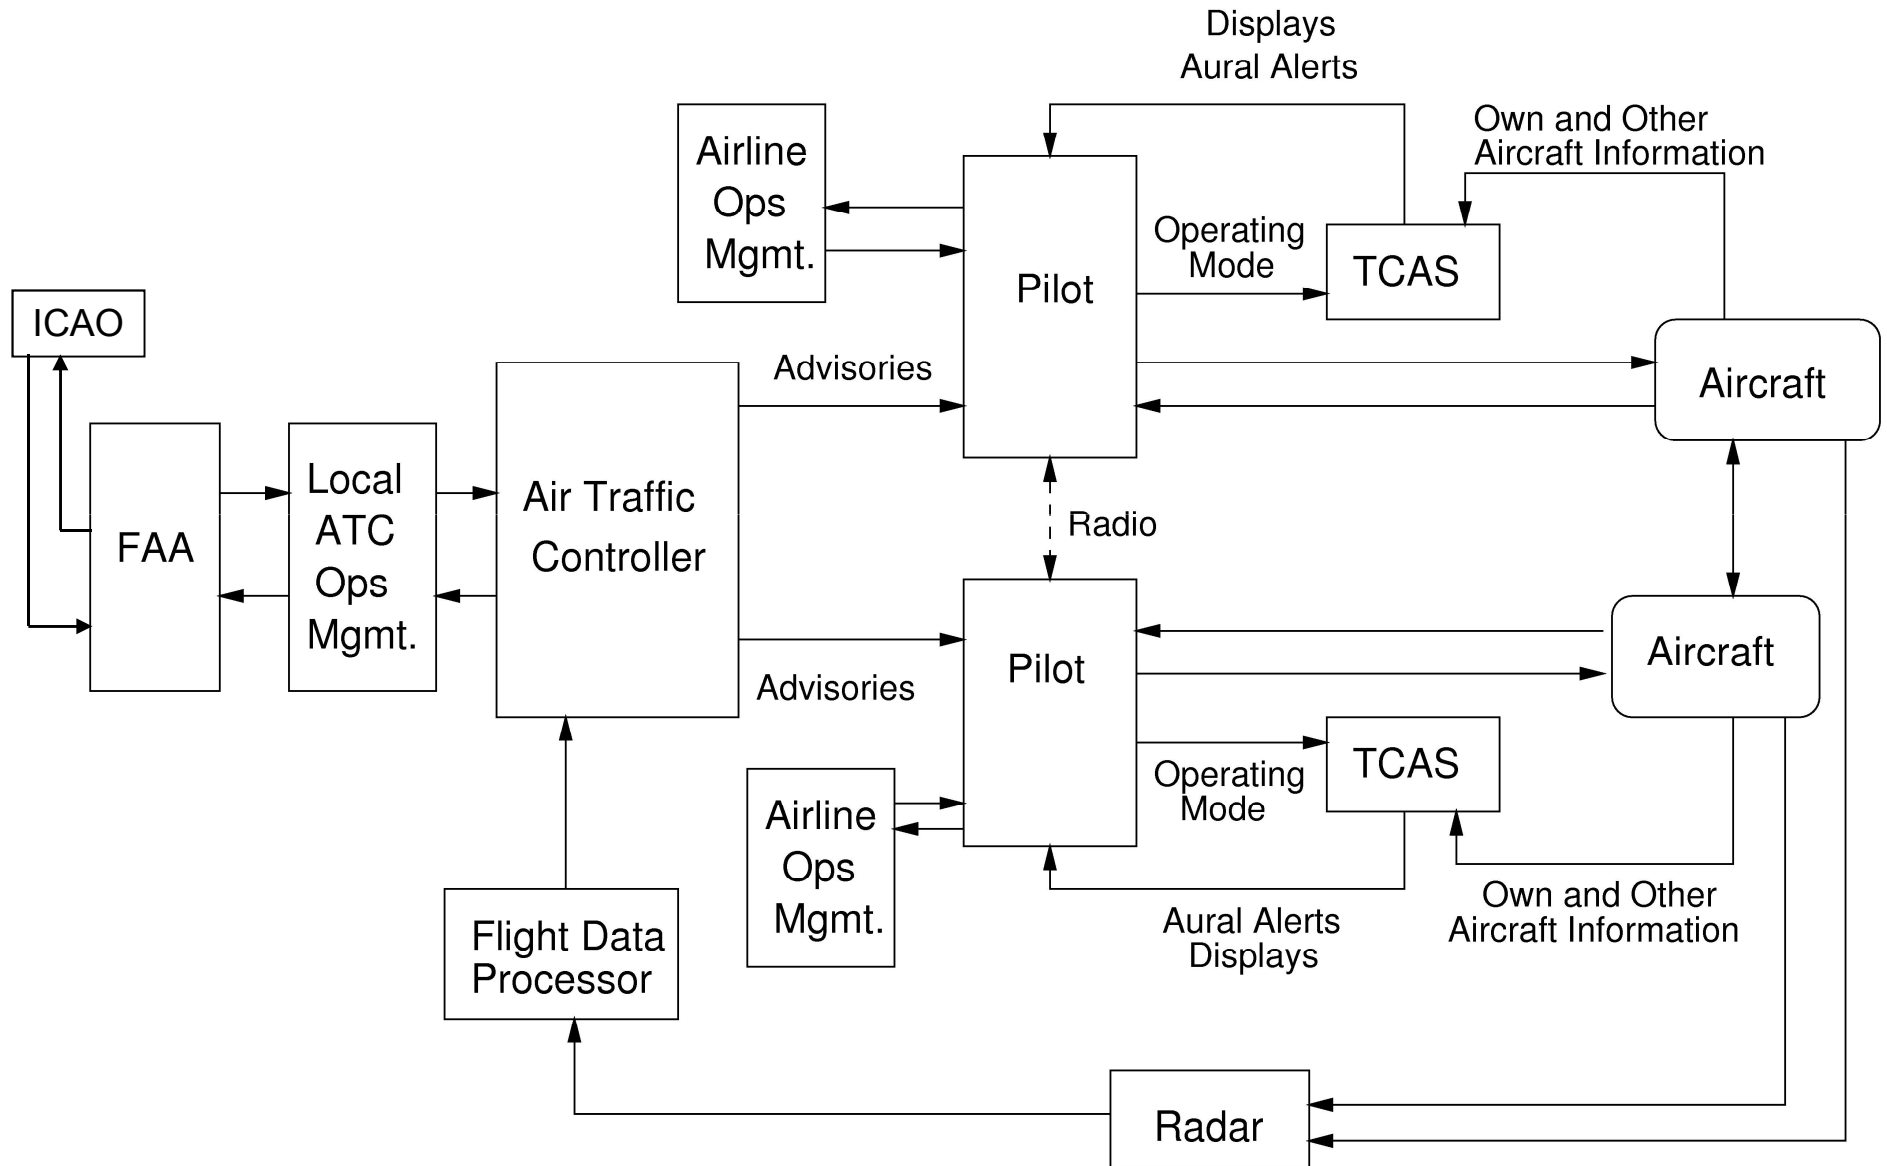 Displays
Aural Alerts
Own and Other
Aircraft Information
Airline
Ops
Mgmt.
Operating
Mode
TCAS
Pilot
ICAO
Advisories
Aircraft
Local
ATC
Ops
Mgmt.
FAA
Air Traffic
Controller
Radio
Pilot
Aircraft
Advisories
Operating
Mode
TCAS
Airline
Ops
Mgmt.
Own and Other
Aircraft Information
Aural Alerts
Displays
Flight Data
Processor
Radar